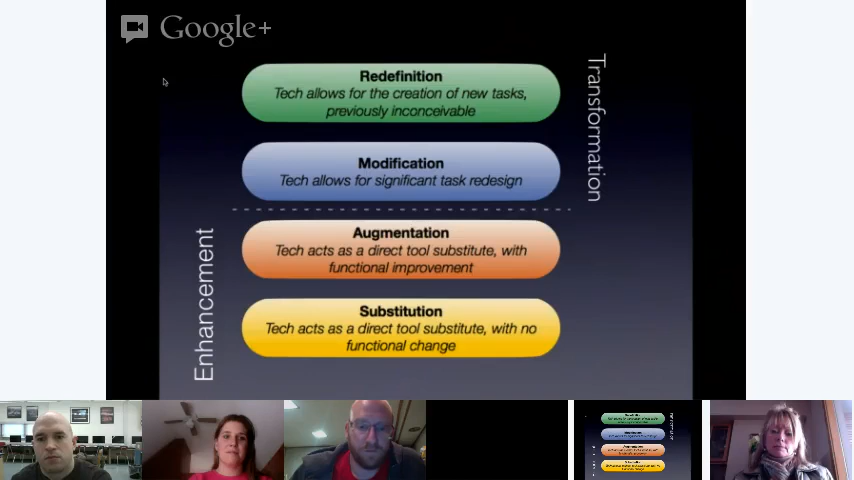 Google+
Redefinition
Tech allows for the creation of new tasks,
previously inconceivable
Transformation
Modification
Tech allows for significant task redesign
Enhancement
Augmentation
Tech acts as a direct tool substitute, with
functional improvement
Substitution
Tech acts as a direct tool substitute, with no
functional change